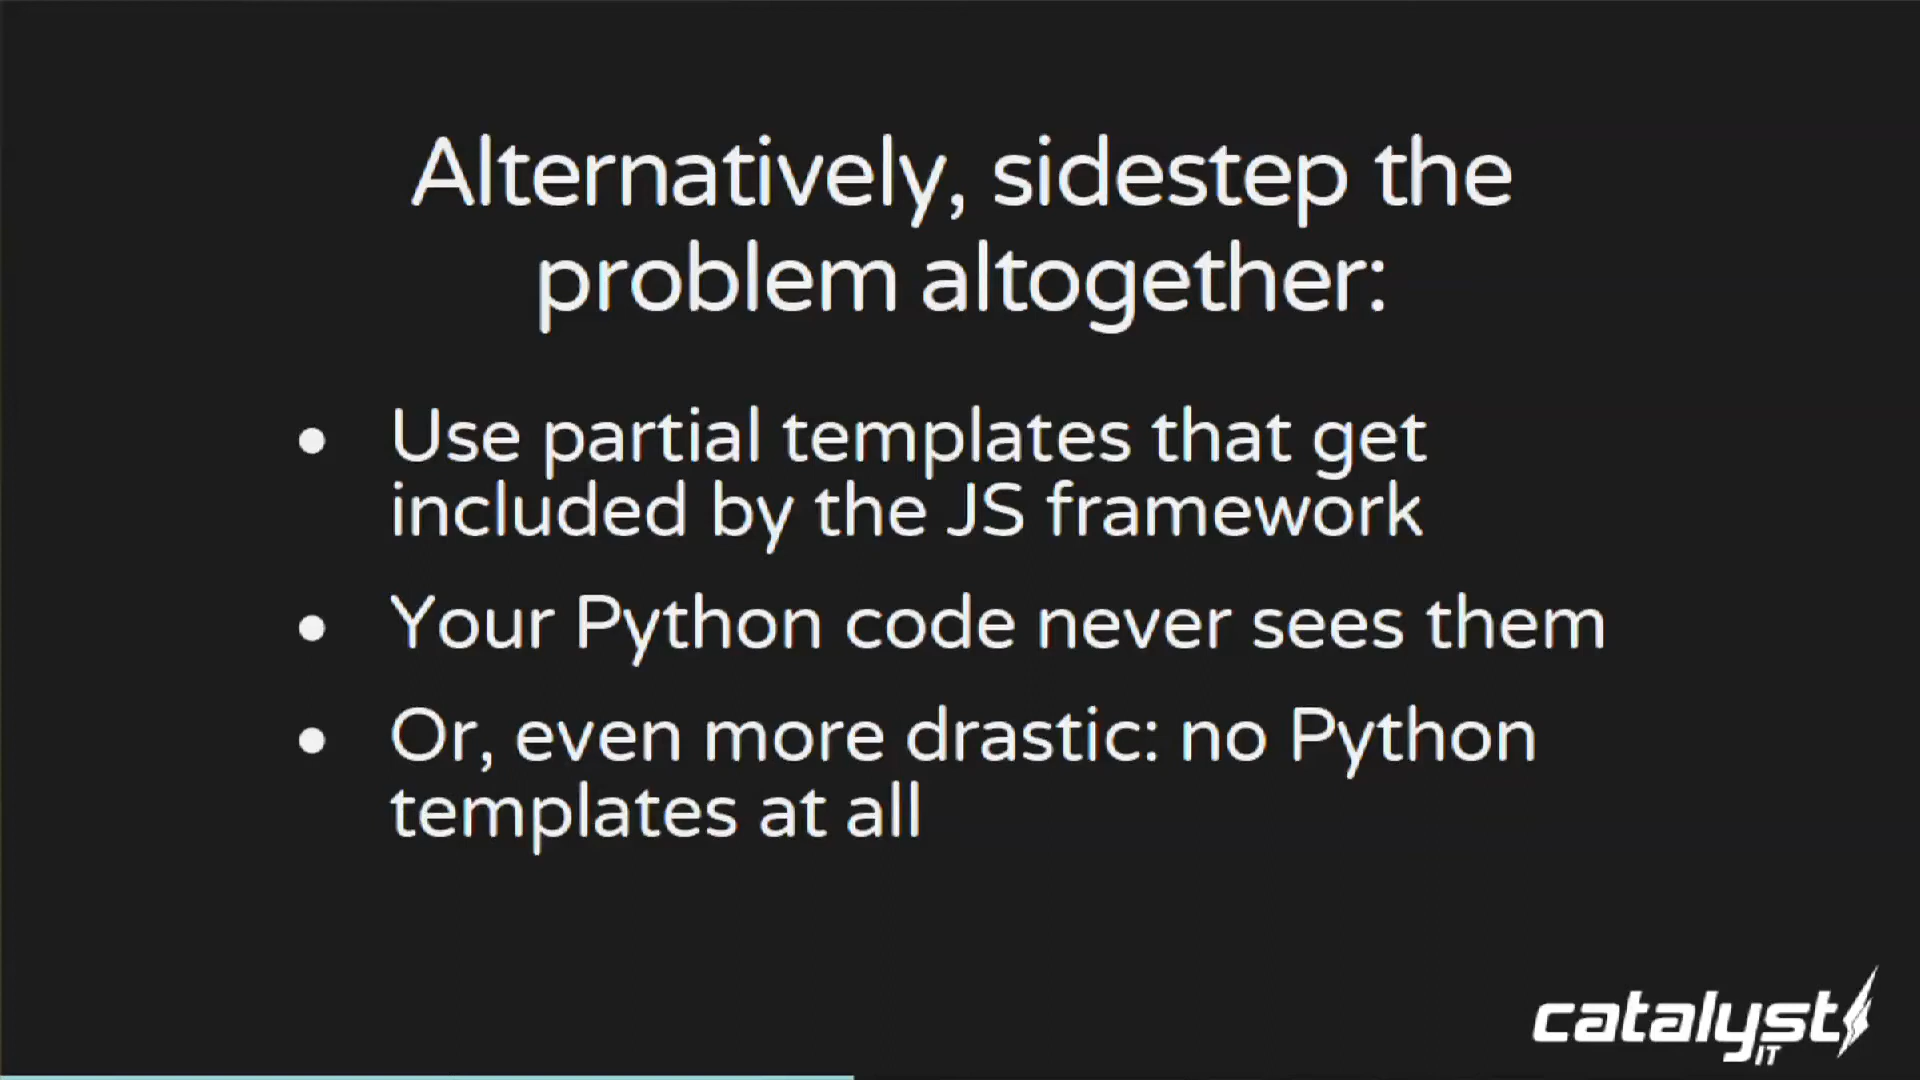 Alternatively, sidestep the
problem altogether:
● Use partial templates that get
included by the JS framework
● Your Python code never sees them
● Or, even more drastic: no Python
templates at all
catalyst
IT